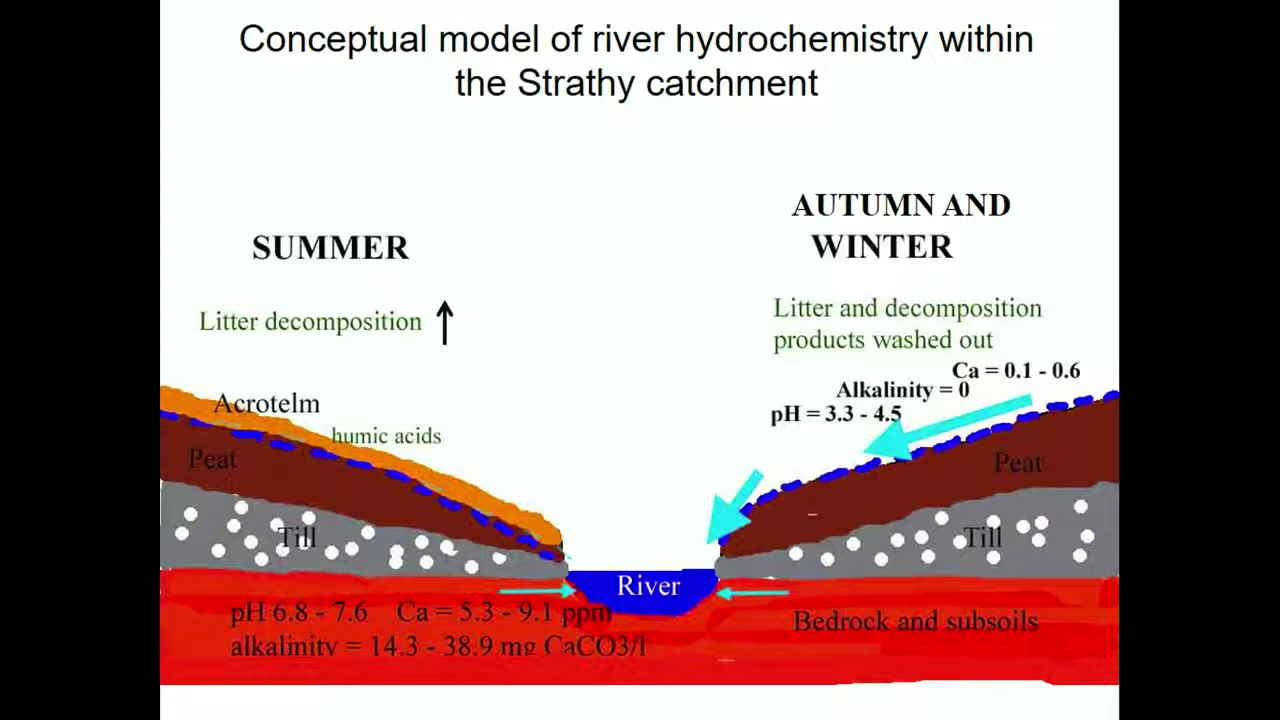 Conceptual model of river hydrochemistry within
the Strathy catchment
SUMMER
Litter decomposition
Acrotelm
humic acids
Peat
Till
pH 6.8 - 7.6 Ca = 5.3 - 9.1 ppm
alkalinity = 14.3 - 38.9 mg CaCO3/l
River
AUTUMN AND
WINTER
Litter and decomposition
products washed out
Ca = 0.1 - 0.6
Alkalinity = 0
pH = 3.3 - 4.5
Peat
Till
Bedrock and subsoils